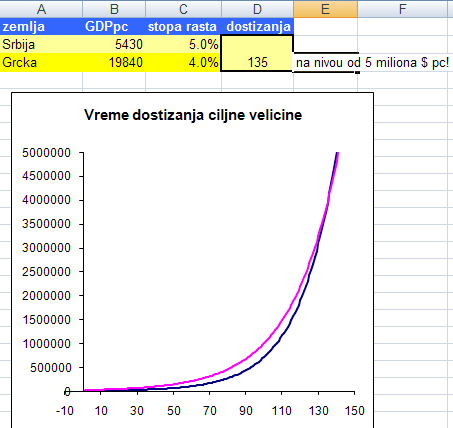 A B C D E F
zemlja GDPpc stopa rasta dostizanja
Srbija 5430 5.0%
Grcka 19840 4.0% 135 na nivou od 5 miliona $ pc!
Vreme dostizanja ciljne velicine
5000000
4500000
4000000
3500000
3000000
2500000
2000000
1500000
1000000
500000
0
-10 10 30 50 70 90 110 130 150